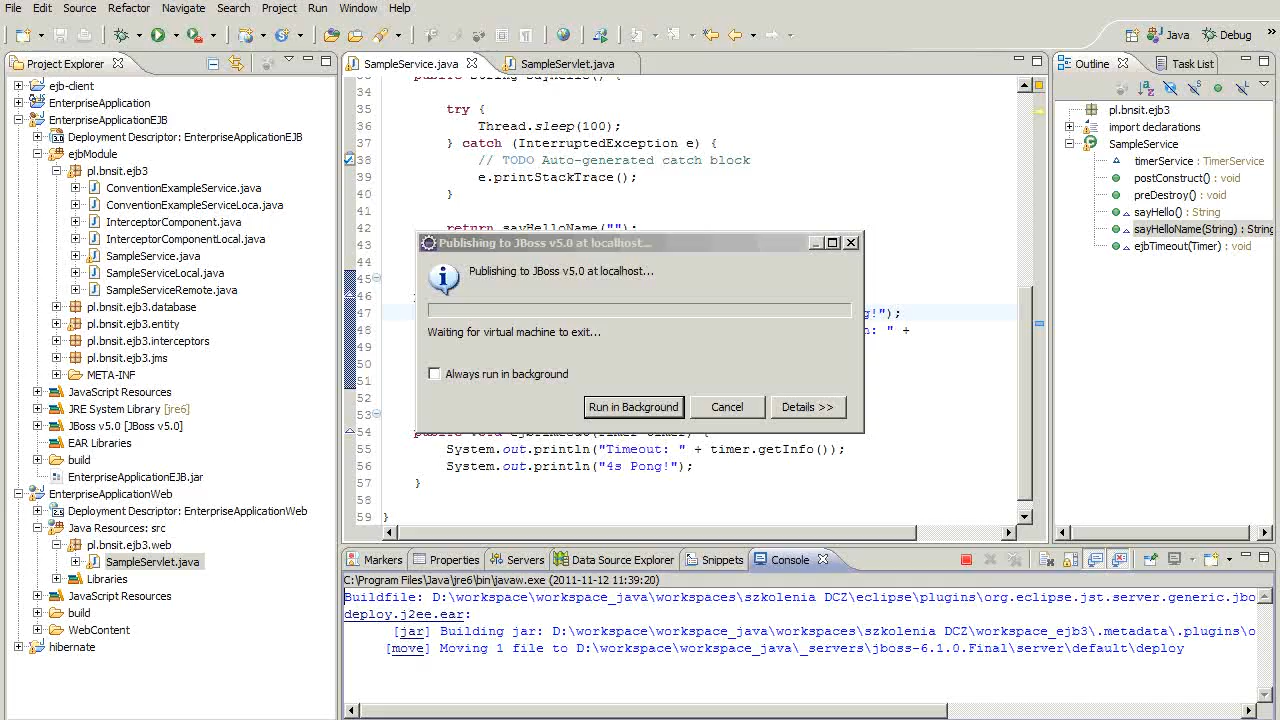 File Edit Source Refactor Navigate Search Project Run Window Help
Java Debug
Project Explorer
ejb-client
EnterpriseApplication
EnterpriseApplicationEJB
Deployment Descriptor: EnterpriseApplicationEJB
ejbModule
pl.bnsit.ejb3
ConventionExampleService.java
ConventionExampleServiceLoca.java
InterceptorComponent.java
InterceptorComponentLocal.java
SampleService.java
SampleServiceLocal.java
SampleServiceRemote.java
pl.bnsit.ejb3.database
pl.bnsit.ejb3.entity
pl.bnsit.ejb3.interceptors
pl.bnsit.ejb3.jms
META-INF
JavaScript Resources
JRE System Library [jre6]
JBoss v5.0 [JBoss v5.0]
EAR Libraries
build
EnterpriseApplicationEJB.jar
EnterpriseApplicationWeb
Deployment Descriptor: EnterpriseApplicationWeb
Java Resources: src
pl.bnsit.ejb3.web
SampleServlet.java
Libraries
JavaScript Resources
build
WebContent
hibernate
SampleService.java SampleServlet.java
34
35 try {
36 Thread.sleep(100);
37 } catch (InterruptedException e) {
38 // TODO Auto-generated catch block
39 e.printStackTrace();
40 }
41
42 return sayHelloName("");
43
44
45
46
47 g!");
48 : " +
49
50
51
52
53
54 public void ejbTimeout(Timer timer) {
55 System.out.println("Timeout: " + timer.getInfo());
56 System.out.println("4s Pong!");
57 }
58
59 }
Publishing to JBoss v5.0 at localhost...
Publishing to JBoss v5.0 at localhost...
Waiting for virtual machine to exit...
Always run in background
Run in Background Cancel Details >>
Outline Task List
pl.bnsit.ejb3
import declarations
SampleService
timerService : TimerService
postConstruct() : void
preDestroy() : void
sayHello() : String
sayHelloName(String) : String
ejbTimeout(Timer) : void
Markers Properties Servers Data Source Explorer Snippets Console
C:\Program Files\Java\jre6\bin\javaw.exe (2011-11-12 11:39:20)
Buildfile: D:\workspace\workspace_java\workspaces\szkolenia DCZ\eclipse\plugins\org.eclipse.jst.server.generic.jbo
deploy.j2ee.ear:
[jar] Building jar: D:\workspace\workspace_java\workspaces\szkolenia DCZ\workspace_ejb3\.metadata\.plugins\o
[move] Moving 1 file to D:\workspace\workspace_java\_servers\jboss-6.1.0.Final\server\default\deploy